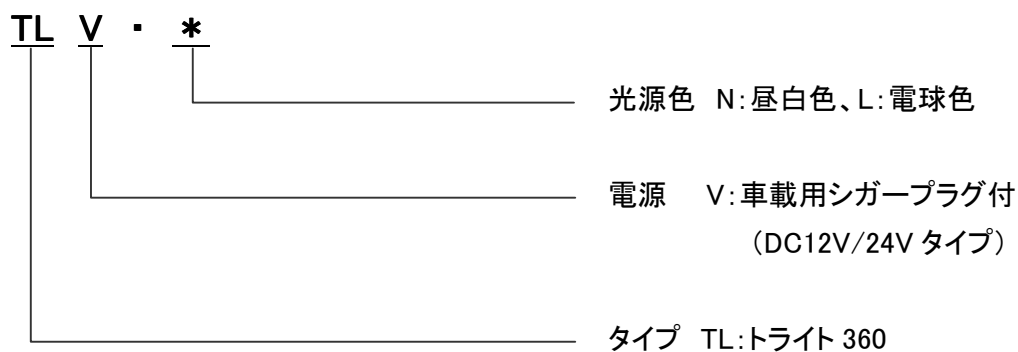 TL V ・ *
光源色 N:昼白色、L:電球色
電源 V:車載用シガープラグ付
(DC12V/24V タイプ)
タイプ TL:トライト 360